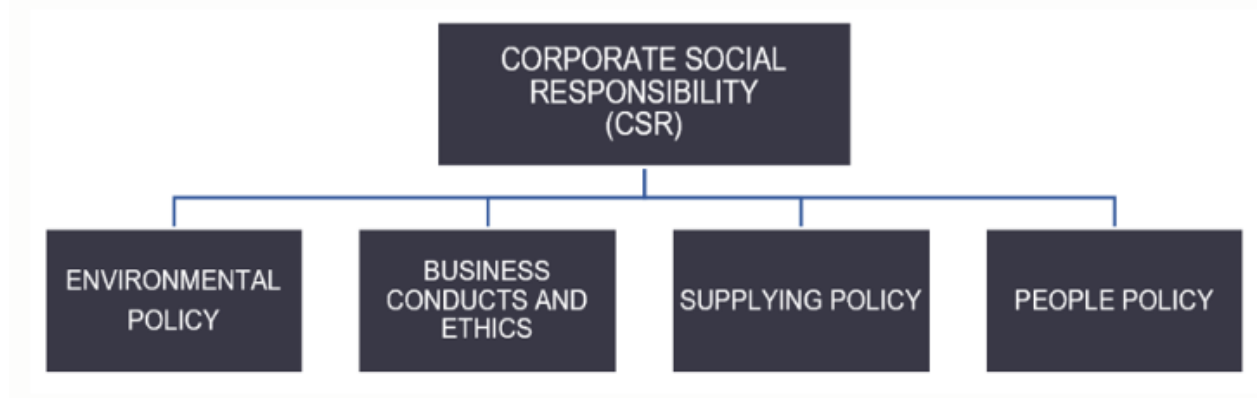 CORPORATE SOCIAL
RESPONSIBILITY
(CSR)
ENVIRONMENTAL
POLICY
BUSINESS
CONDUCTS AND
ETHICS
SUPPLYING POLICY
PEOPLE POLICY